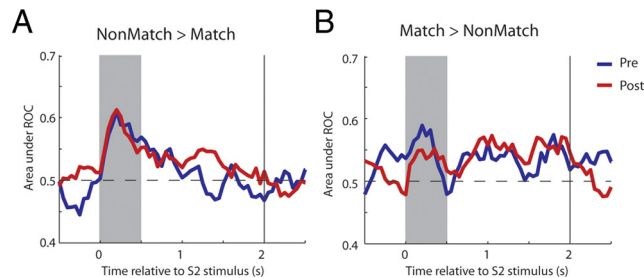 A
NonMatch > Match
0.7
0.6
0.5
0.4
Area under ROC
0
1
2
Time relative to S2 stimulus (s)
B
Match > NonMatch
0.7
0.6
0.5
0.4
Area under ROC
0
1
2
Time relative to S2 stimulus (s)
Pre
Post